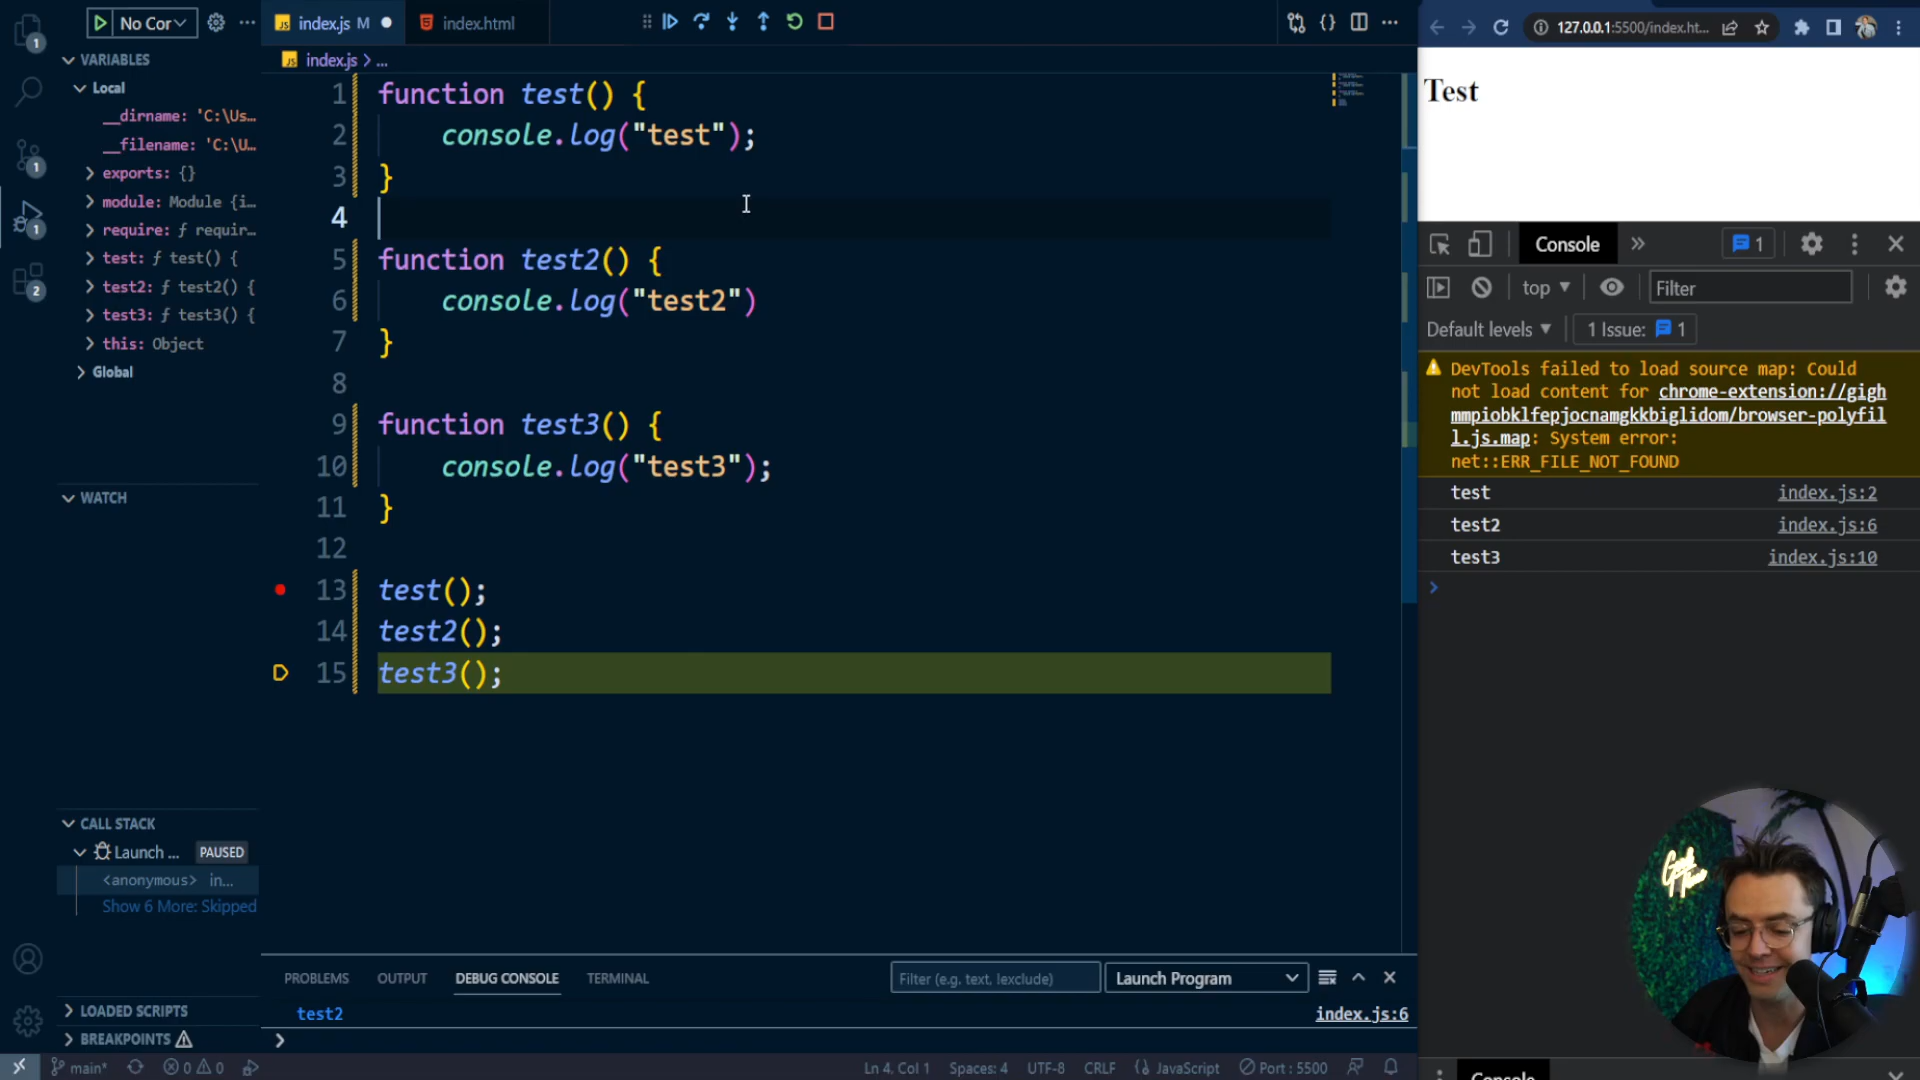 1
1
1
2
No Cor
VARIABLES
Local
__dirname: 'C:\Us…
__filename: 'C:\U…
exports: {}
module: Module {i…
require: ƒ requir…
test: ƒ test() {
test2: ƒ test2() {
test3: ƒ test3() {
this: Object
Global
WATCH
CALL STACK
Launch ... PAUSED
<anonymous> in...
Show 6 More: Skipped
LOADED SCRIPTS
BREAKPOINTS
index.js M
index.html
index.js > ...
1 function test() {
2 console.log("test");
3 }
4
5 function test2() {
6 console.log("test2")
7 }
8
9 function test3() {
10 console.log("test3");
11 }
12
13 test();
14 test2();
15 test3();
PROBLEMS OUTPUT DEBUG CONSOLE TERMINAL
Filter (e.g. text, !exclude)
Launch Program
test2 index.js:6
main* 0 0
Ln 4, Col 1 Spaces: 4 UTF-8 CRLF JavaScript Port : 5500
127.0.0.1:5500/index.ht...
Test
Console 1
top Filter
Default levels 1 Issue: 1
DevTools failed to load source map: Could
not load content for chrome-extension://gigh
mmpiobklfepjocnamgkkbiglidom/browser-polyfil
l.js.map: System error:
net::ERR_FILE_NOT_FOUND
test index.js:2
test2 index.js:6
test3 index.js:10
Console